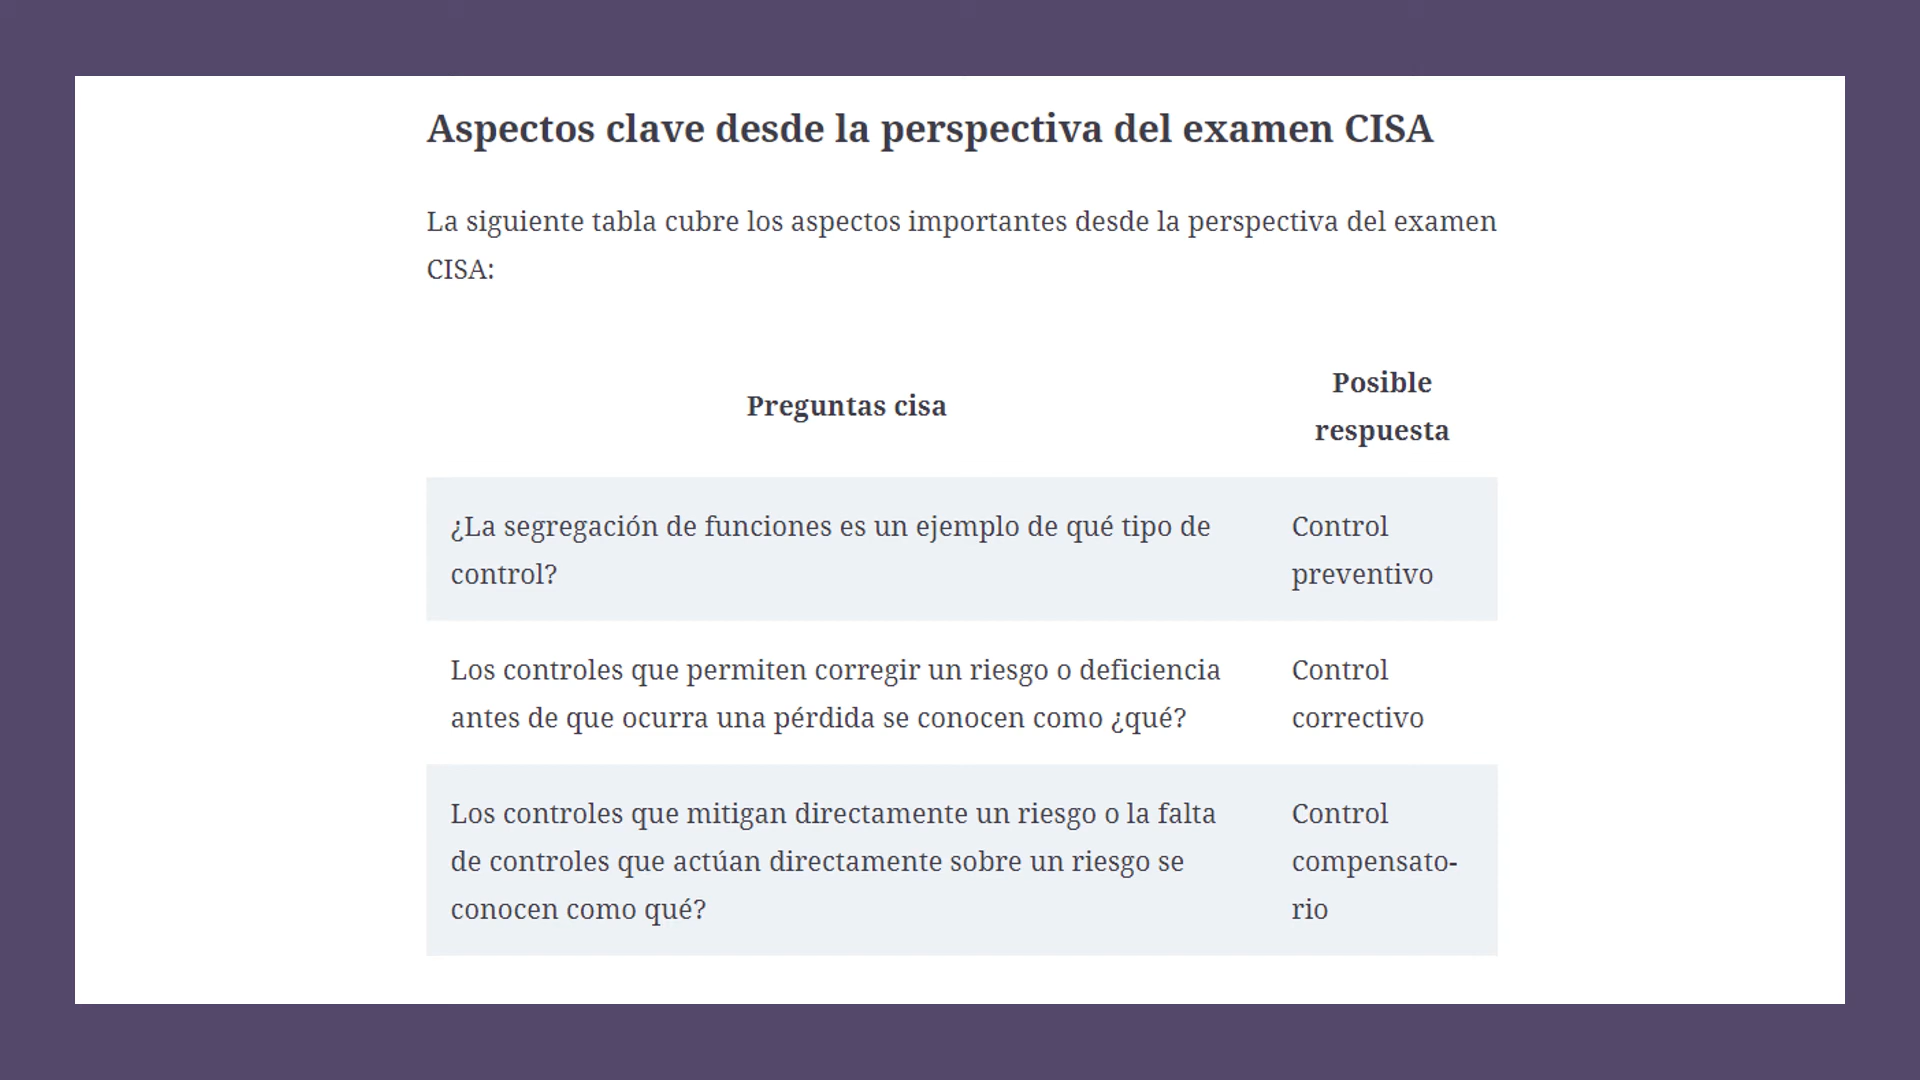 Aspectos clave desde la perspectiva del examen CISA
La siguiente tabla cubre los aspectos importantes desde la perspectiva del examen
CISA:
Preguntas cisa
Posible
respuesta
¿La segregación de funciones es un ejemplo de qué tipo de
control?
Control
preventivo
Los controles que permiten corregir un riesgo o deficiencia
antes de que ocurra una pérdida se conocen como ¿qué?
Control
correctivo
Los controles que mitigan directamente un riesgo o la falta
de controles que actúan directamente sobre un riesgo se
conocen como qué?
Control
compensato-
rio